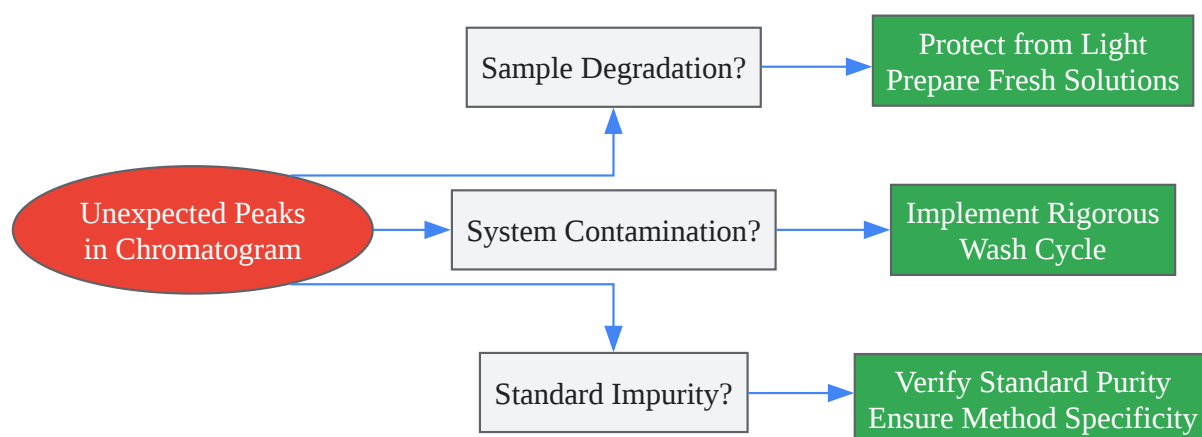 Sample Degradation?
Protect from Light
Prepare Fresh Solutions
Unexpected Peaks
in Chromatogram
System Contamination?
Implement Rigorous
Wash Cycle
Standard Impurity?
Verify Standard Purity
Ensure Method Specificity